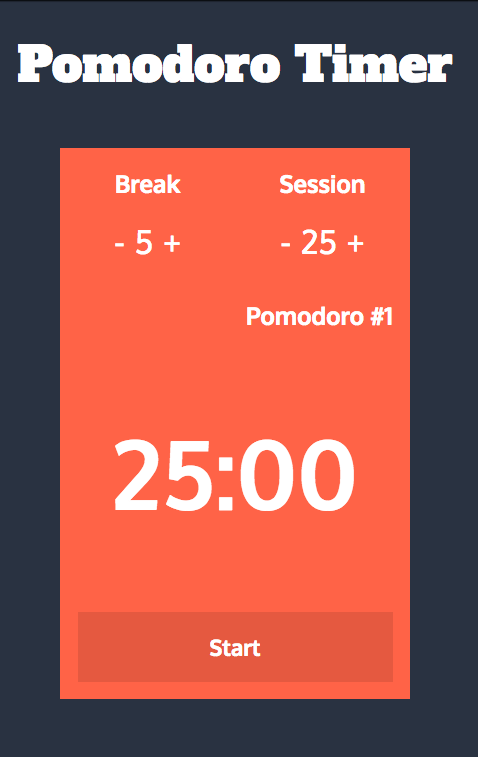 Pomodoro Timer
Break Session
- 5 + - 25 +
Pomodoro #1
25:00
Start